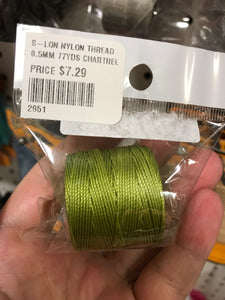 S-LON NYLON THREAD
0.5MM 77YDS CHARTREL
PRICE $7.29
2951